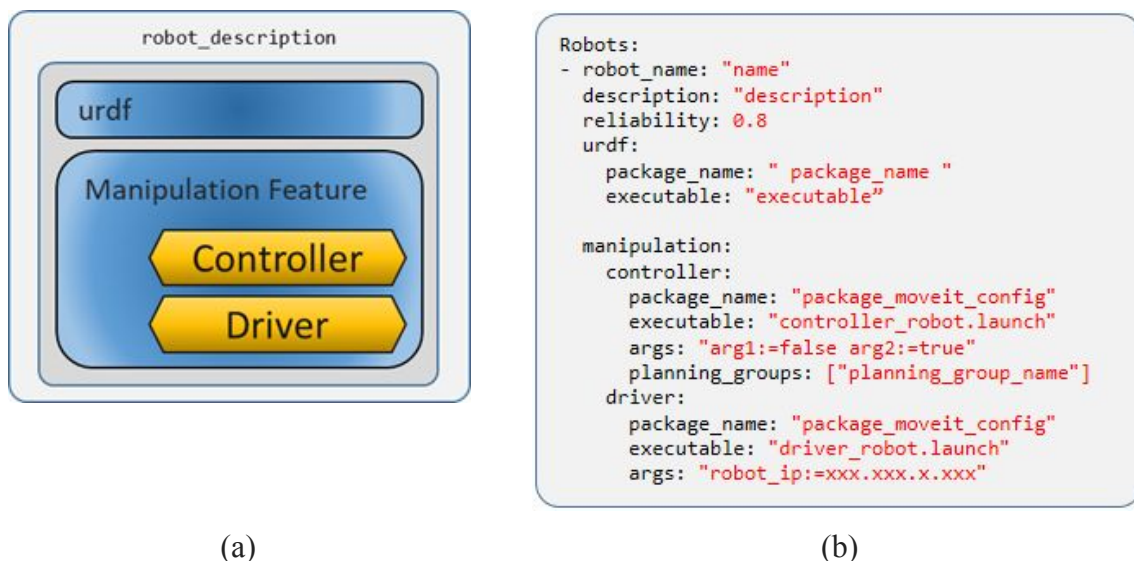 robot_description
urdf
Manipulation Feature
Controller
Driver
(a)
Robots:
- robot_name: "name"
  description: "description"
  reliability: 0.8
  urdf:
    package_name: " package_name "
    executable: "executable”

  manipulation:
    controller:
      package_name: "package_moveit_config"
      executable: "controller_robot.launch"
      args: "arg1:=false arg2:=true"
      planning_groups: ["planning_group_name"]
    driver:
      package_name: "package_moveit_config"
      executable: "driver_robot.launch"
      args: "robot_ip:=xxx.xxx.x.xxx"
(b)